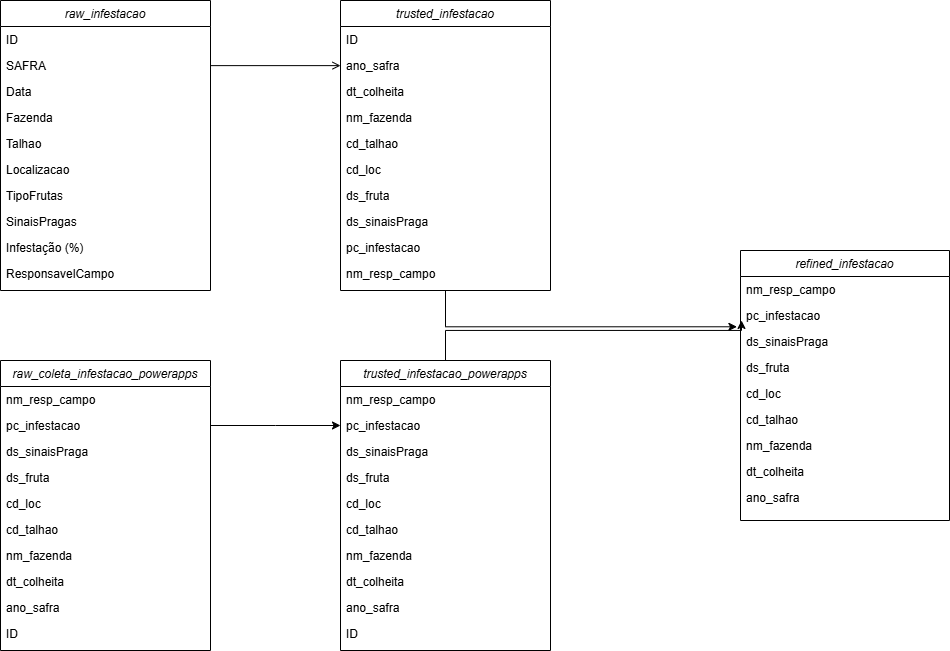 raw_infestacao
ID
SAFRA
Data
Fazenda
Talhao
Localizacao
TipoFrutas
SinaisPragas
Infestação (%)
ResponsavelCampo
trusted_infestacao
ID
ano_safra
dt_colheita
nm_fazenda
cd_talhao
cd_loc
ds_fruta
ds_sinaisPraga
pc_infestacao
nm_resp_campo
raw_coleta_infestacao_powerapps
nm_resp_campo
pc_infestacao
ds_sinaisPraga
ds_fruta
cd_loc
cd_talhao
nm_fazenda
dt_colheita
ano_safra
ID
trusted_infestacao_powerapps
nm_resp_campo
pc_infestacao
ds_sinaisPraga
ds_fruta
cd_loc
cd_talhao
nm_fazenda
dt_colheita
ano_safra
ID
refined_infestacao
nm_resp_campo
pc_infestacao
ds_sinaisPraga
ds_fruta
cd_loc
cd_talhao
nm_fazenda
dt_colheita
ano_safra